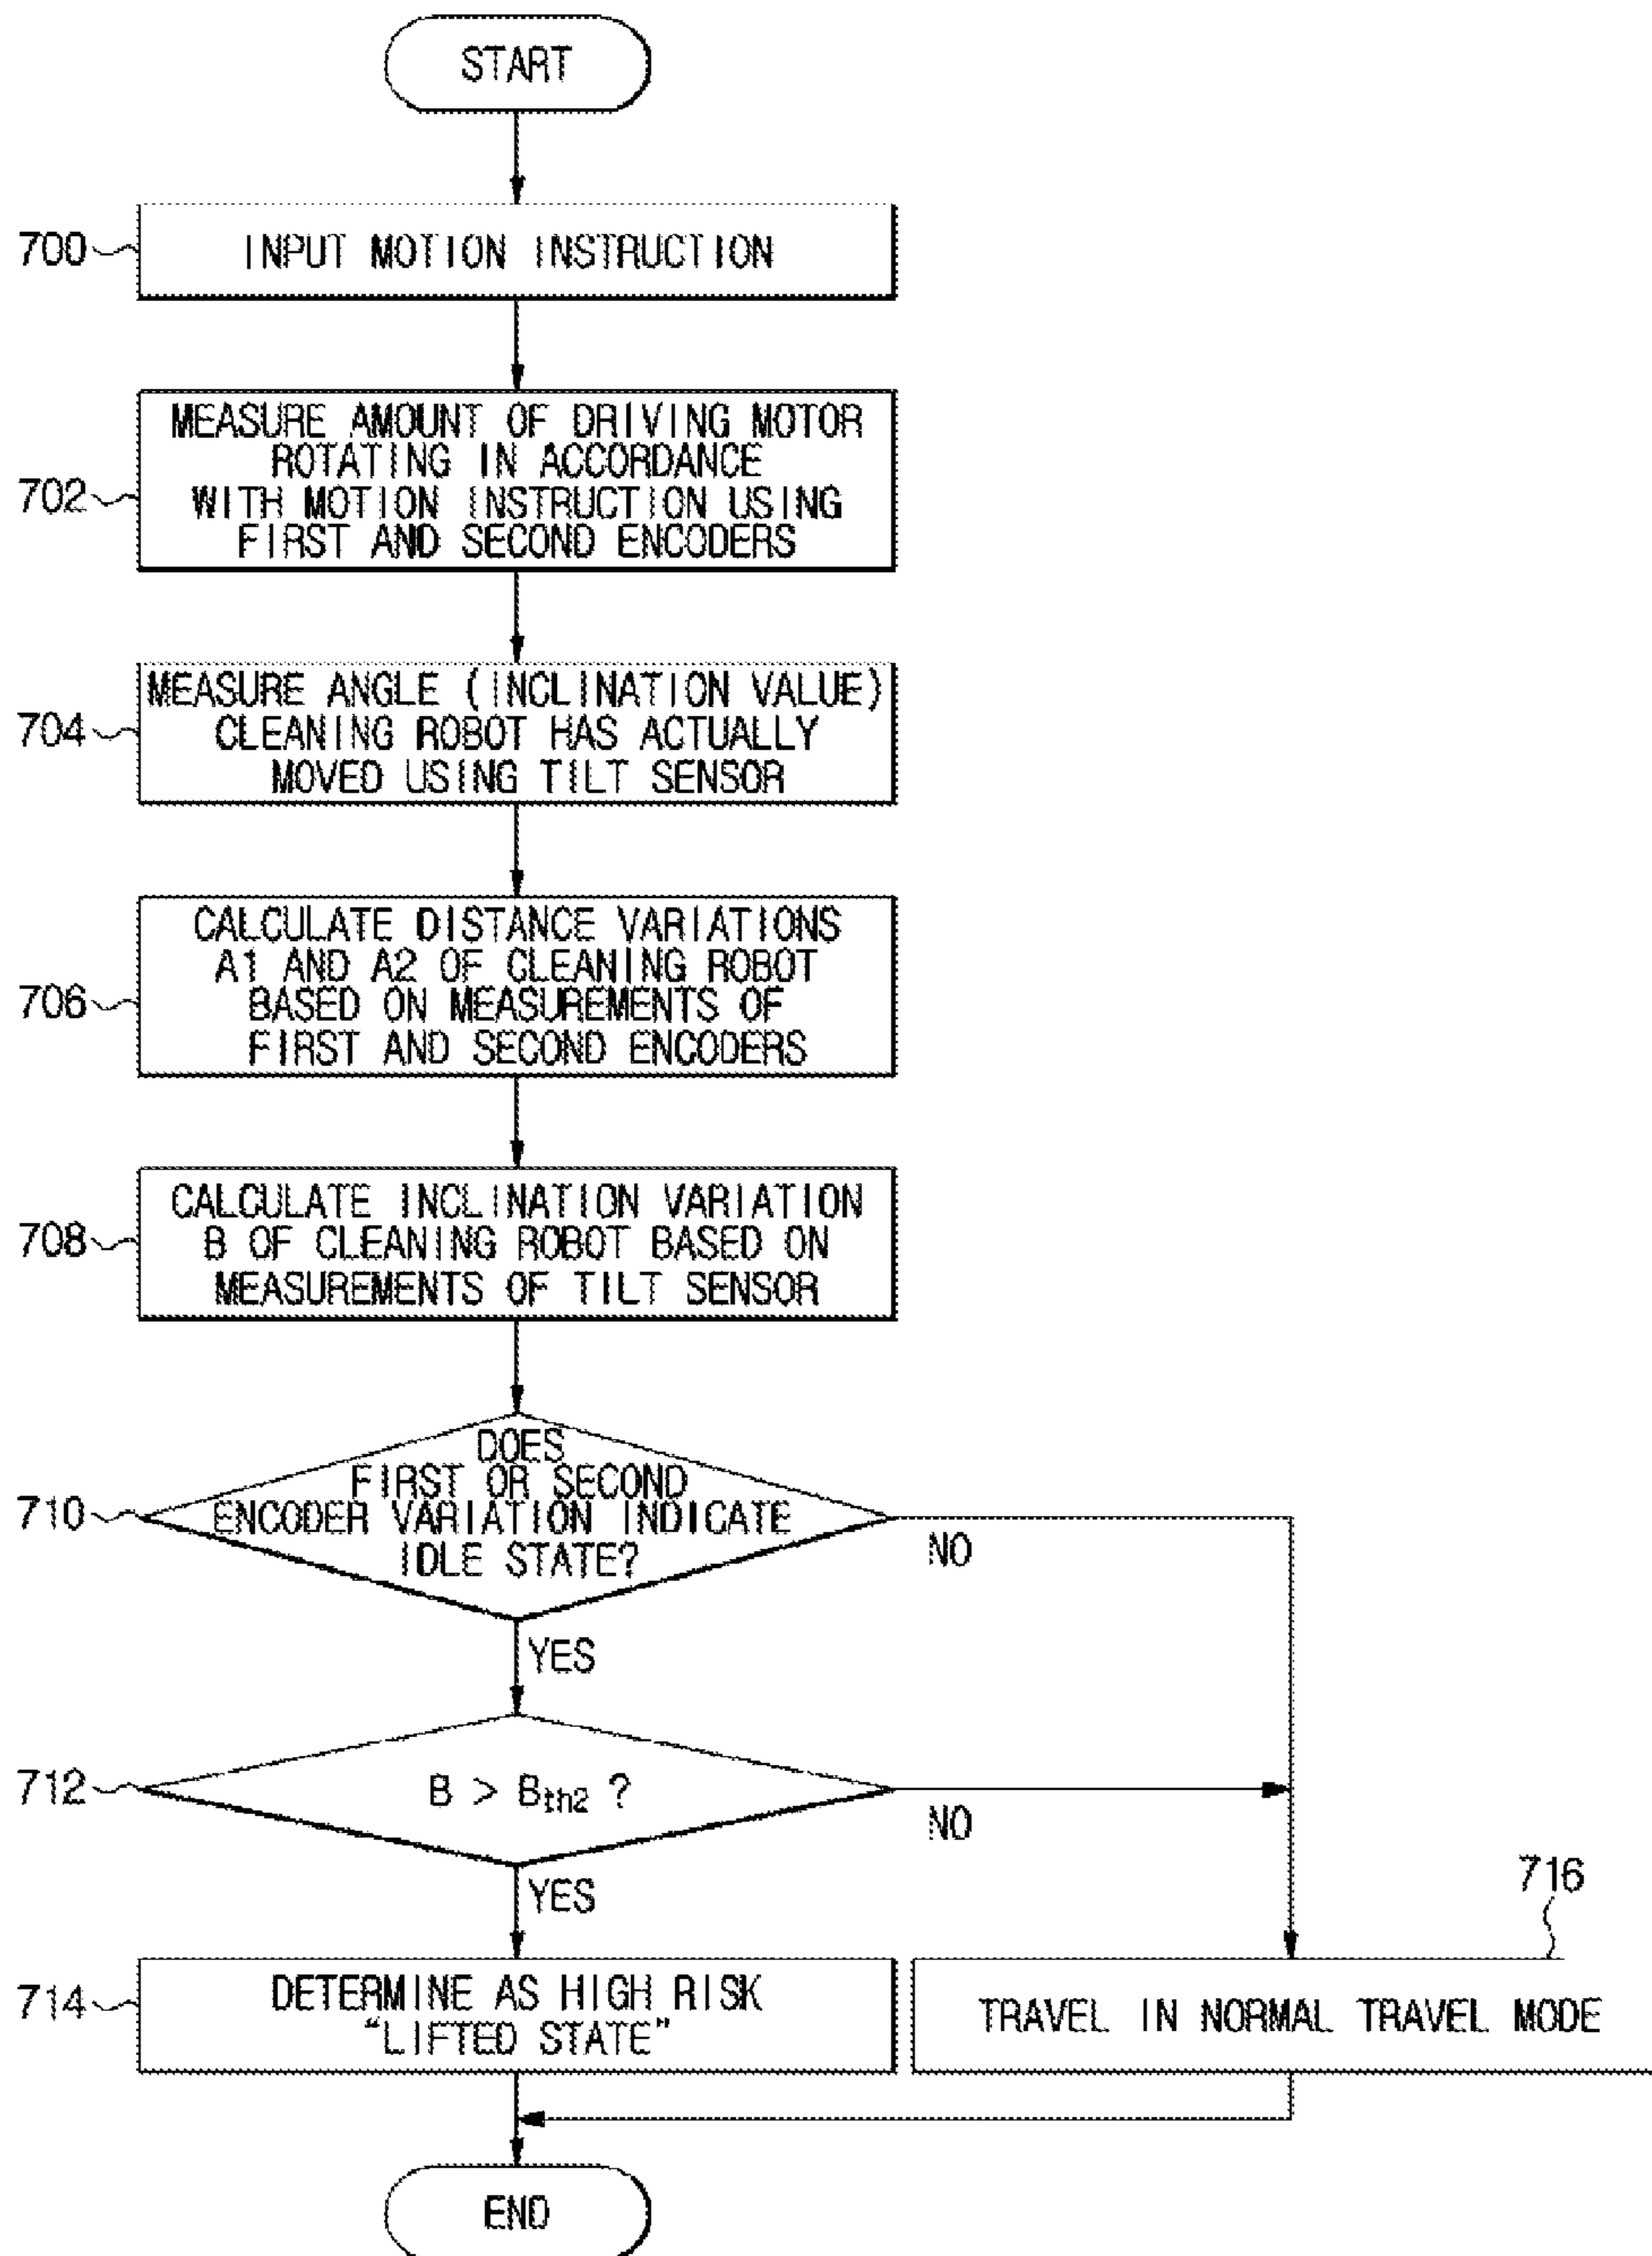 START
700
INPUT MOTION INSTRUCTION
702
MEASURE AMOUNT OF DRIVING MOTOR
ROTATING IN ACCORDANCE
WITH MOTION INSTRUCTION USING
FIRST AND SECOND ENCODERS
704
MEASURE ANGLE (INCLINATION VALUE)
CLEANING ROBOT HAS ACTUALLY
MOVED USING TILT SENSOR
706
CALCULATE DISTANCE VARIATIONS
A1 AND A2 OF CLEANING ROBOT
BASED ON MEASUREMENTS OF
FIRST AND SECOND ENCODERS
708
CALCULATE INCLINATION VARIATION
B OF CLEANING ROBOT BASED ON
MEASUREMENTS OF TILT SENSOR
710
DOES
FIRST OR SECOND
ENCODER VARIATION INDICATE
IDLE STATE?
NO
YES
712
B > Bth2 ?
NO
YES
716
714
DETERMINE AS HIGH RISK
“LIFTED STATE”
TRAVEL IN NORMAL TRAVEL MODE
END